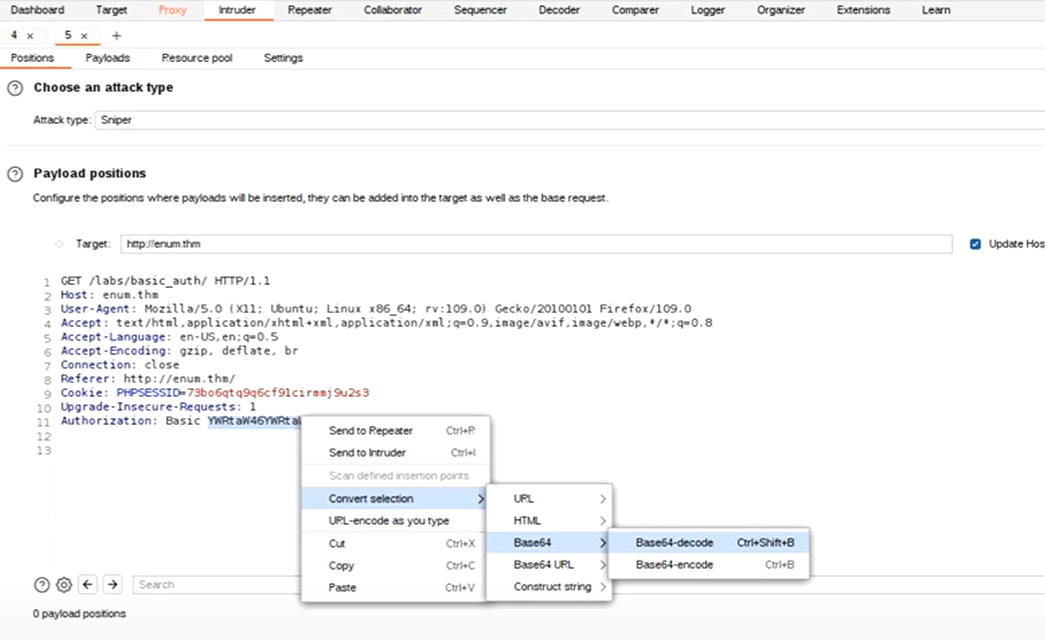 Dashboard Target Proxy Intruder Repeater Collaborator Sequencer Decoder Comparer Logger Organizer Extensions Learn
4 × 5 × +
Positions Payloads Resource pool Settings
? Choose an attack type
Attack type: Sniper
? Payload positions
Configure the positions where payloads will be inserted, they can be added into the target as well as the base request.
Target: http://enum.thm Update Hos
1 GET /labs/basic_auth/ HTTP/1.1
2 Host: enum.thm
3 User-Agent: Mozilla/5.0 (X11; Ubuntu; Linux x86_64; rv:109.0) Gecko/20100101 Firefox/109.0
4 Accept: text/html,application/xhtml+xml,application/xml;q=0.9,image/avif,image/webp,*/*;q=0.8
5 Accept-Language: en-US,en;q=0.5
6 Accept-Encoding: gzip, deflate, br
7 Connection: close
8 Referer: http://enum.thm/
9 Cookie: PHPSESSID=73bo6qtq9q6cf91cirmmj9u2s3
10 Upgrade-Insecure-Requests: 1
11 Authorization: Basic YWRtaW46YWRtaW
12
13
Send to Repeater Ctrl+R
Send to Intruder Ctrl+I
Scan defined insertion points
Convert selection >
URL-encode as you type
Cut Ctrl+X
Copy Ctrl+C
Paste Ctrl+V
URL >
HTML >
Base64 >
Base64 URL >
Construct string >
Base64-decode Ctrl+Shift+B
Base64-encode Ctrl+B
? Search
0 payload positions